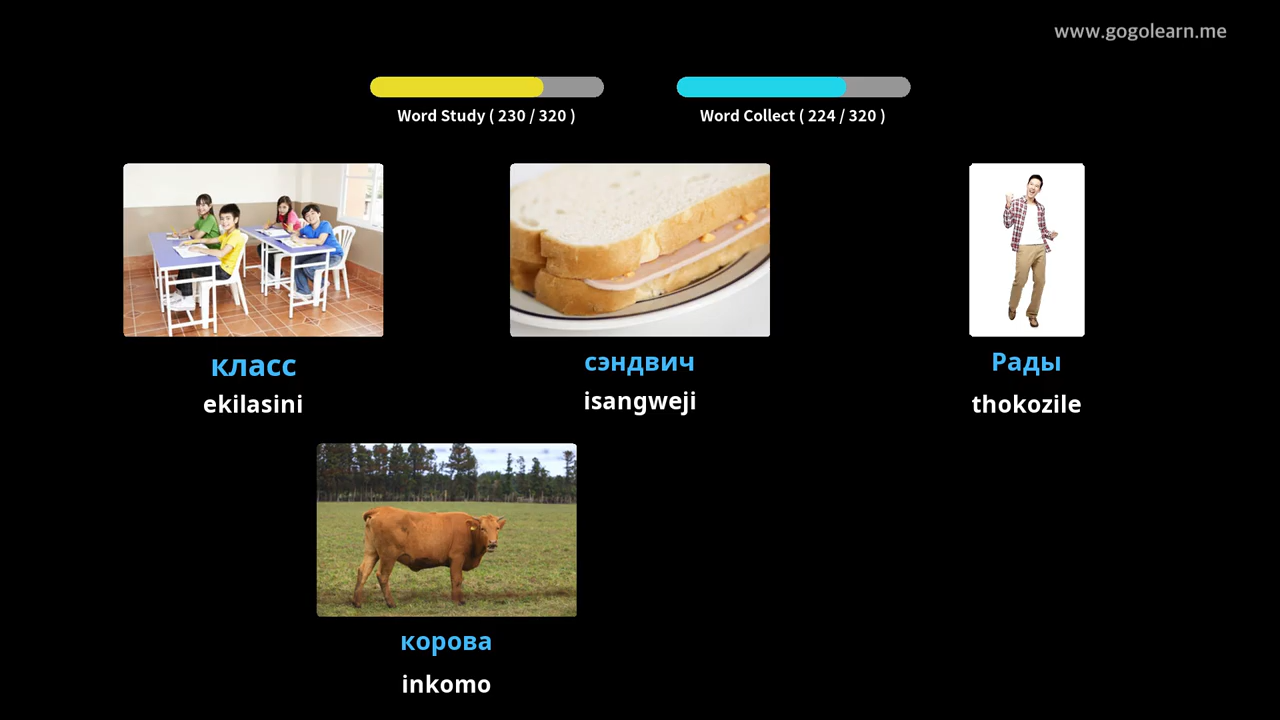 www.gogolearn.me
Word Study ( 230 / 320 )
Word Collect ( 224 / 320 )
класс
ekilasini
сэндвич
isangweji
Рады
thokozile
корова
inkomo